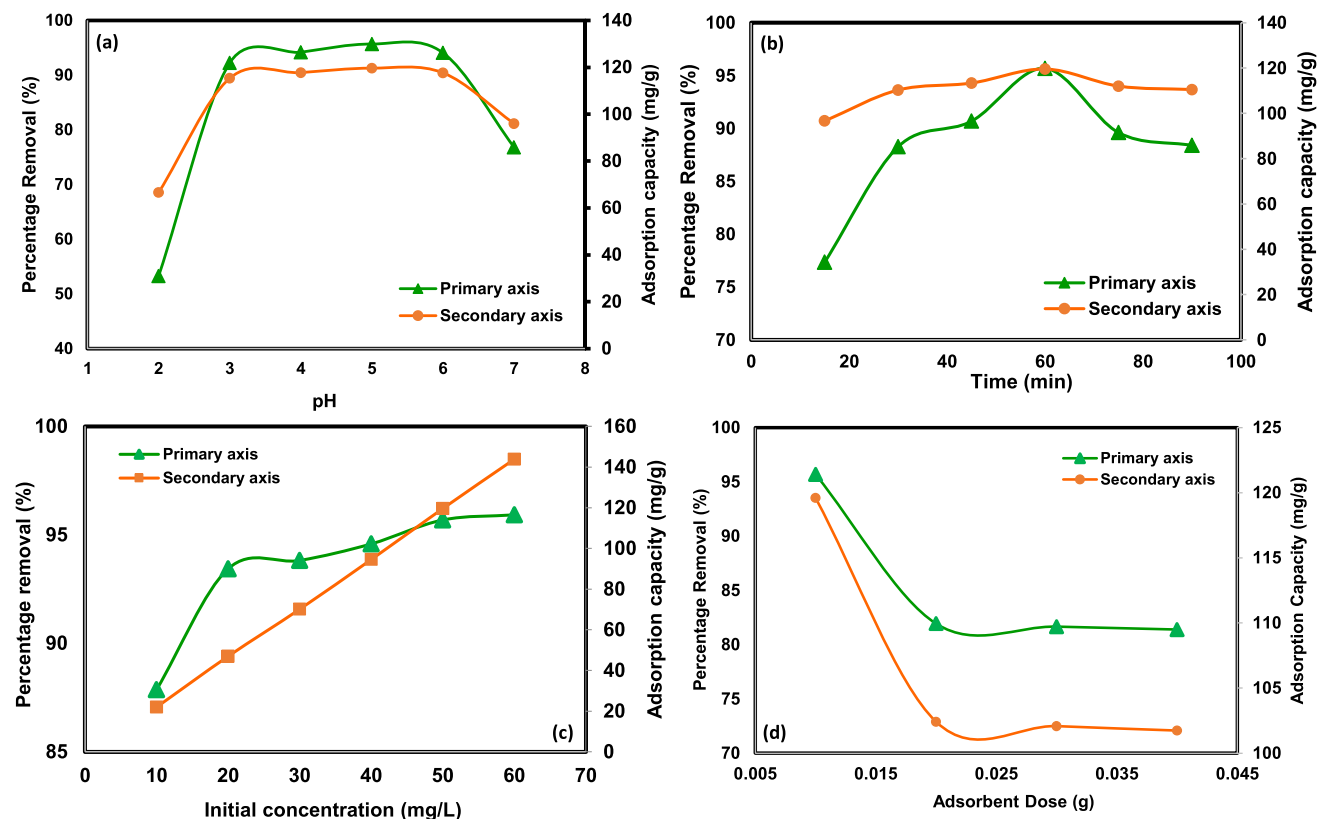 (a)
Percentage Removal (%)
100
90
80
70
60
50
40
140
120
100
80
60
40
20
0
Adsorption capacity (mg/g)
Primary axis
Secondary axis
1 2 3 4 5 6 7 8
pH
(b)
Percentage Removal (%)
100
95
90
85
80
75
70
140
120
100
80
60
40
20
0
Adsorption capacity (mg/g)
Primary axis
Secondary axis
0 20 40 60 80 100
Time (min)
(c)
Percentage removal (%)
100
95
90
85
160
140
120
100
80
60
40
20
0
Adsorption capacity (mg/g)
Primary axis
Secondary axis
0 10 20 30 40 50 60 70
Initial concentration (mg/L)
(d)
Percentage Removal (%)
100
95
90
85
80
75
70
125
120
115
110
105
100
Adsorption Capacity (mg/g)
Primary axis
Secondary axis
0.005 0.015 0.025 0.035 0.045
Adsorbent Dose (g)